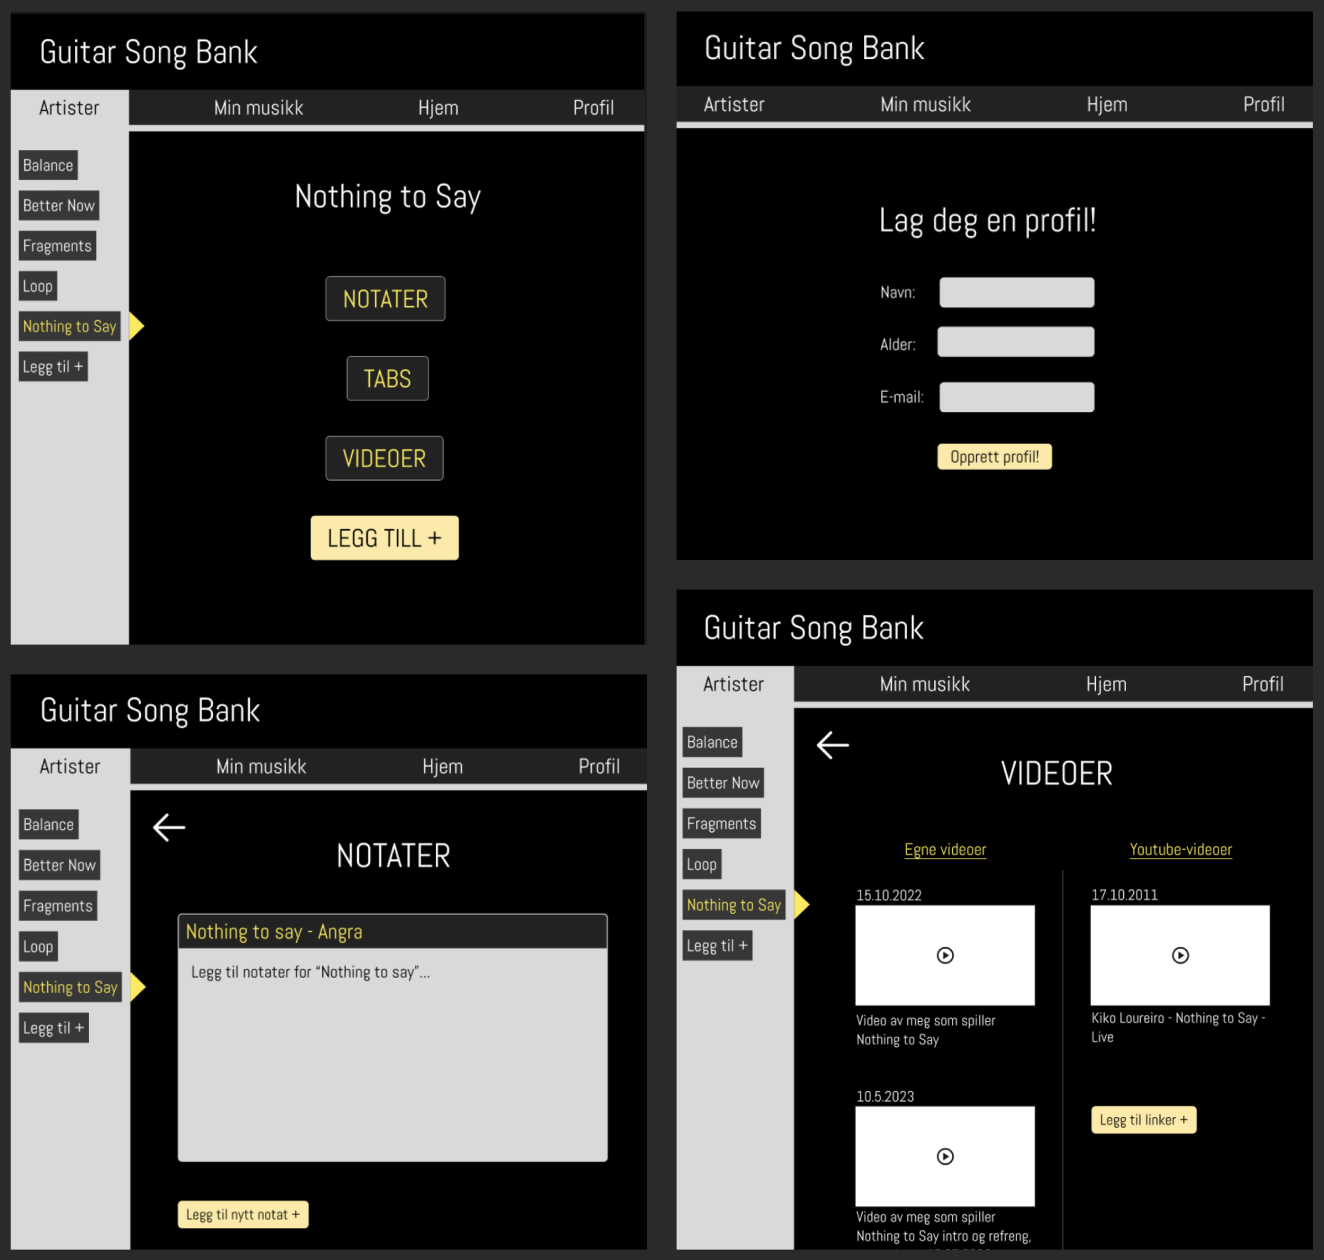 Guitar Song Bank
Artister
Min musikk
Hjem
Profil
Balance
Better Now
Fragments
Loop
Nothing to Say
Legg til +
Nothing to Say
NOTATER
TABS
VIDEOER
LEGG TILL +
Guitar Song Bank
Artister
Min musikk
Hjem
Profil
Lag deg en profil!
Navn:
Alder:
E-mail:
Opprett profil!
Guitar Song Bank
Artister
Min musikk
Hjem
Profil
Balance
Better Now
Fragments
Loop
Nothing to Say
Legg til +
NOTATER
Nothing to say - Angra
Legg til notater for “Nothing to say”...
Legg til nytt notat +
Guitar Song Bank
Artister
Min musikk
Hjem
Profil
Balance
Better Now
Fragments
Loop
Nothing to Say
Legg til +
VIDEOER
Egne videoer
15.10.2022
Video av meg som spiller
Nothing to Say
10.5.2023
Video av meg som spiller
Nothing to Say intro og refreng,
Youtube-videoer
17.10.2011
Kiko Loureiro - Nothing to Say -
Live
Legg til linker +